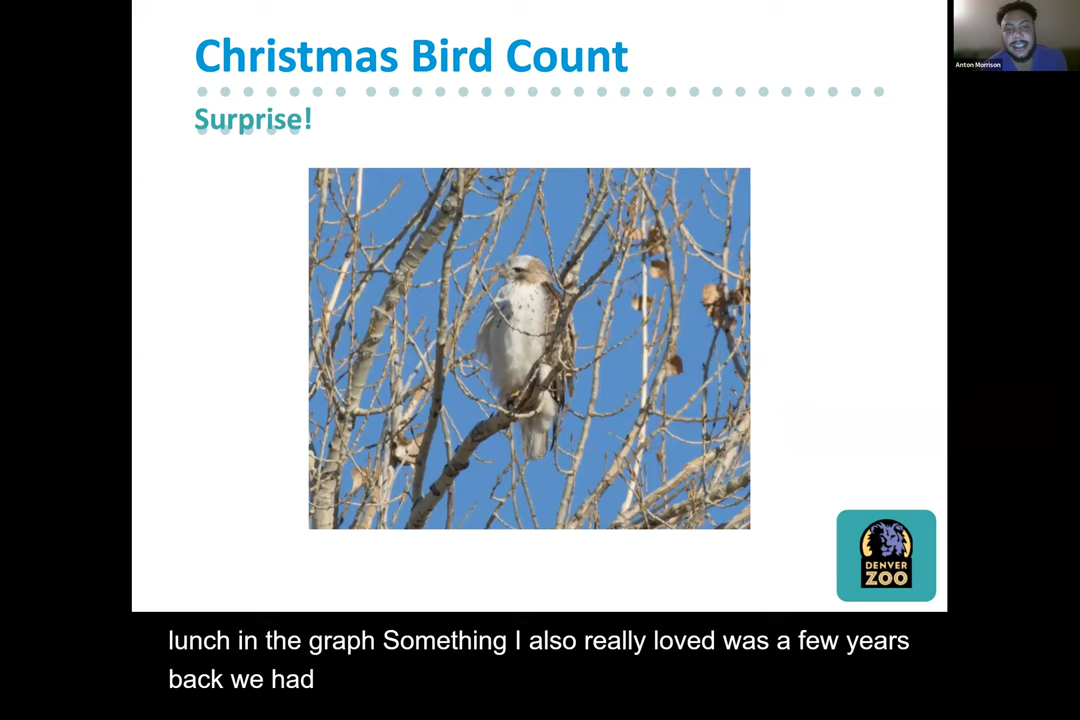 Christmas Bird Count
Surprise!
Anton Morrison
DENVER
ZOO
lunch in the graph Something I also really loved was a few years
back we had